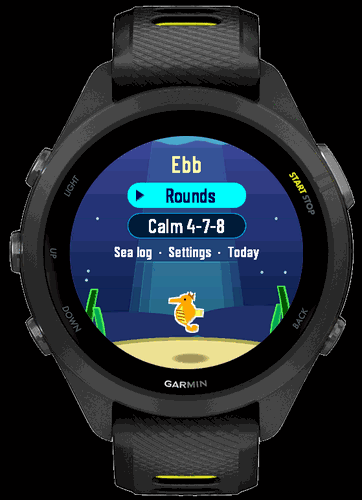 Ebb
Rounds
Calm 4-7-8
Sea log · Settings · Today
LIGHT
START STOP
UP
DOWN
BACK
GARMIN